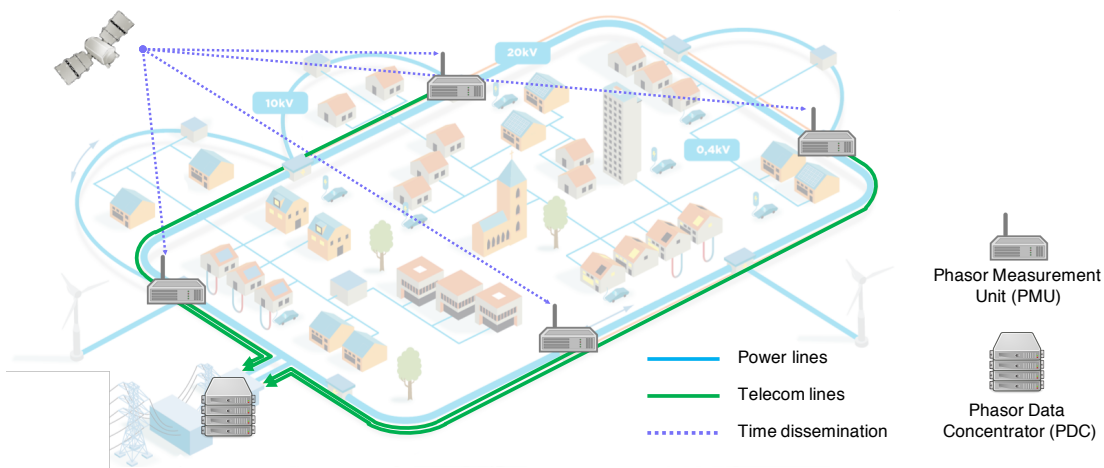 20kV
10kV
0,4kV
Phasor Measurement
Unit (PMU)
Power lines
Telecom lines
Time dissemination
Phasor Data
Concentrator (PDC)